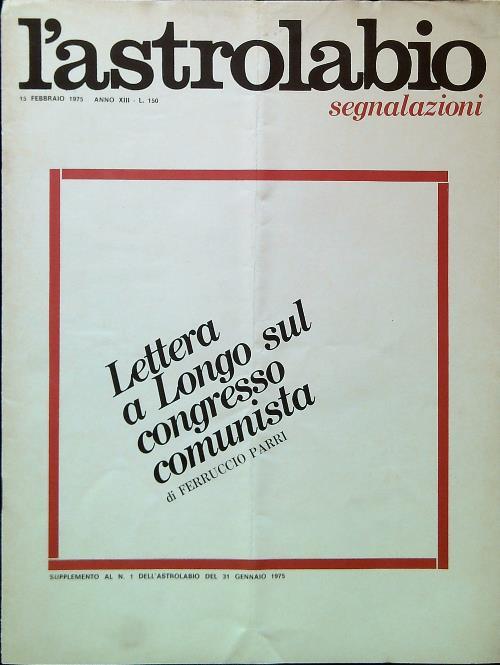 l'astrolabio
15 FEBBRAIO 1975 ANNO XIII - L. 150
segnalazioni
Lettera
a Longo sul
congresso
comunista
di FERRUCCIO PARRI
SUPPLEMENTO AL N. 1 DELL'ASTROLABIO DEL 31 GENNAIO 1975